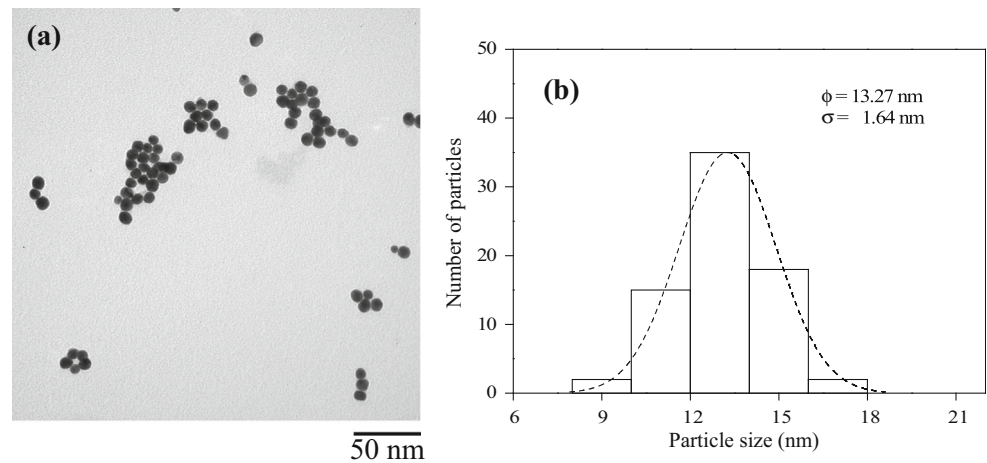 (a)
50 nm
(b)
ϕ = 13.27 nm
σ = 1.64 nm
Number of particles
50
40
30
20
10
0
6 9 12 15 18 21
Particle size (nm)